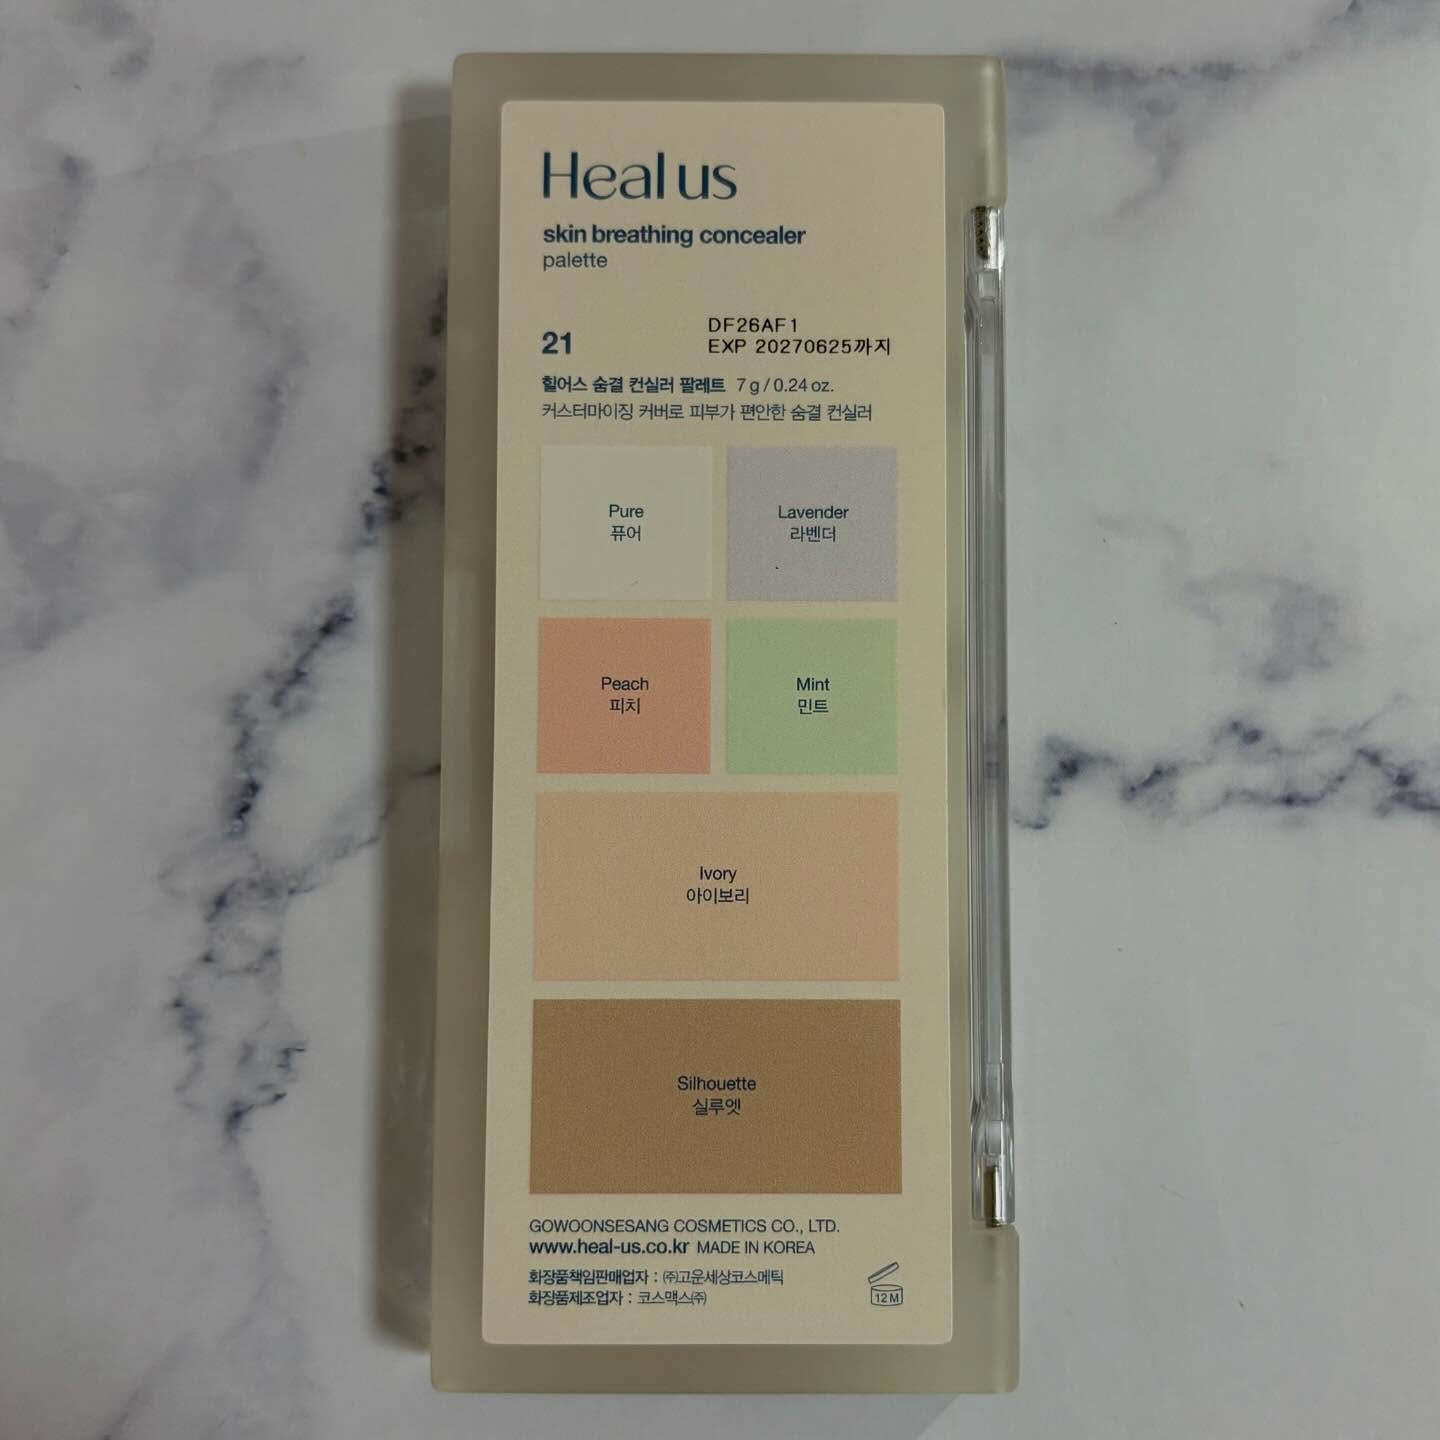 Heal us
skin breathing concealer
palette
DF26AF1
21
EXP 20270625까지
힐어스 숨결 컨실러 팔레트 7 g / 0.24 oz.
커스터마이징 커버로 피부가 편안한 숨결 컨실러
Pure
퓨어
Lavender
라벤더
Peach
피치
Mint
민트
Ivory
아이보리
Silhouette
실루엣
GOWOONSESANG COSMETICS CO., LTD.
www.heal-us.co.kr MADE IN KOREA
화장품책임판매업자 : ㈜고운세상코스메틱
화장품제조업자 : 코스맥스㈜
12 M